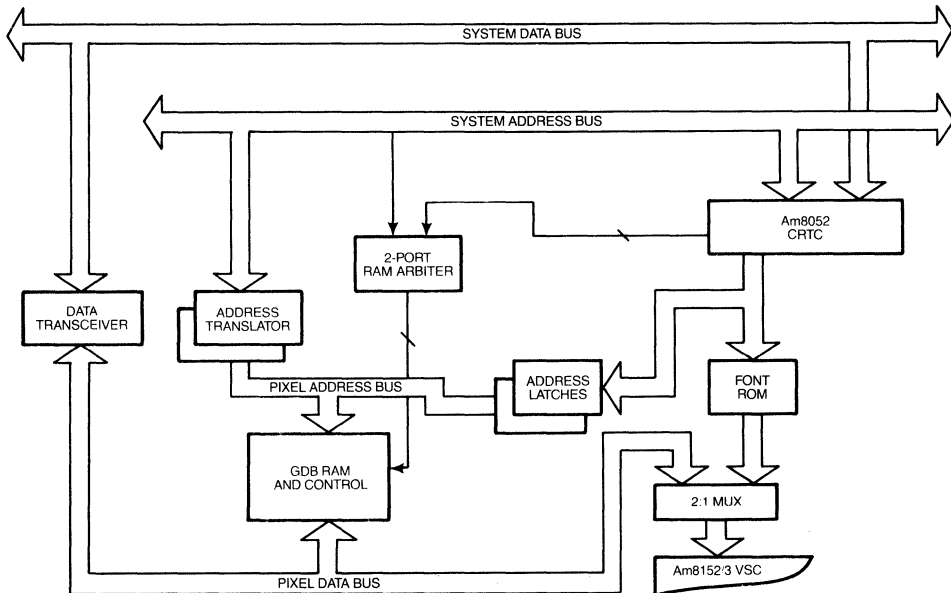 SYSTEM DATA BUS
SYSTEM ADDRESS BUS
Am8052
CRTC
2-PORT
RAM ARBITER
DATA
TRANSCEIVER
ADDRESS
TRANSLATOR
PIXEL ADDRESS BUS
ADDRESS
LATCHES
FONT
ROM
GDB RAM
AND CONTROL
2:1 MUX
Am8152/3 VSC
PIXEL DATA BUS